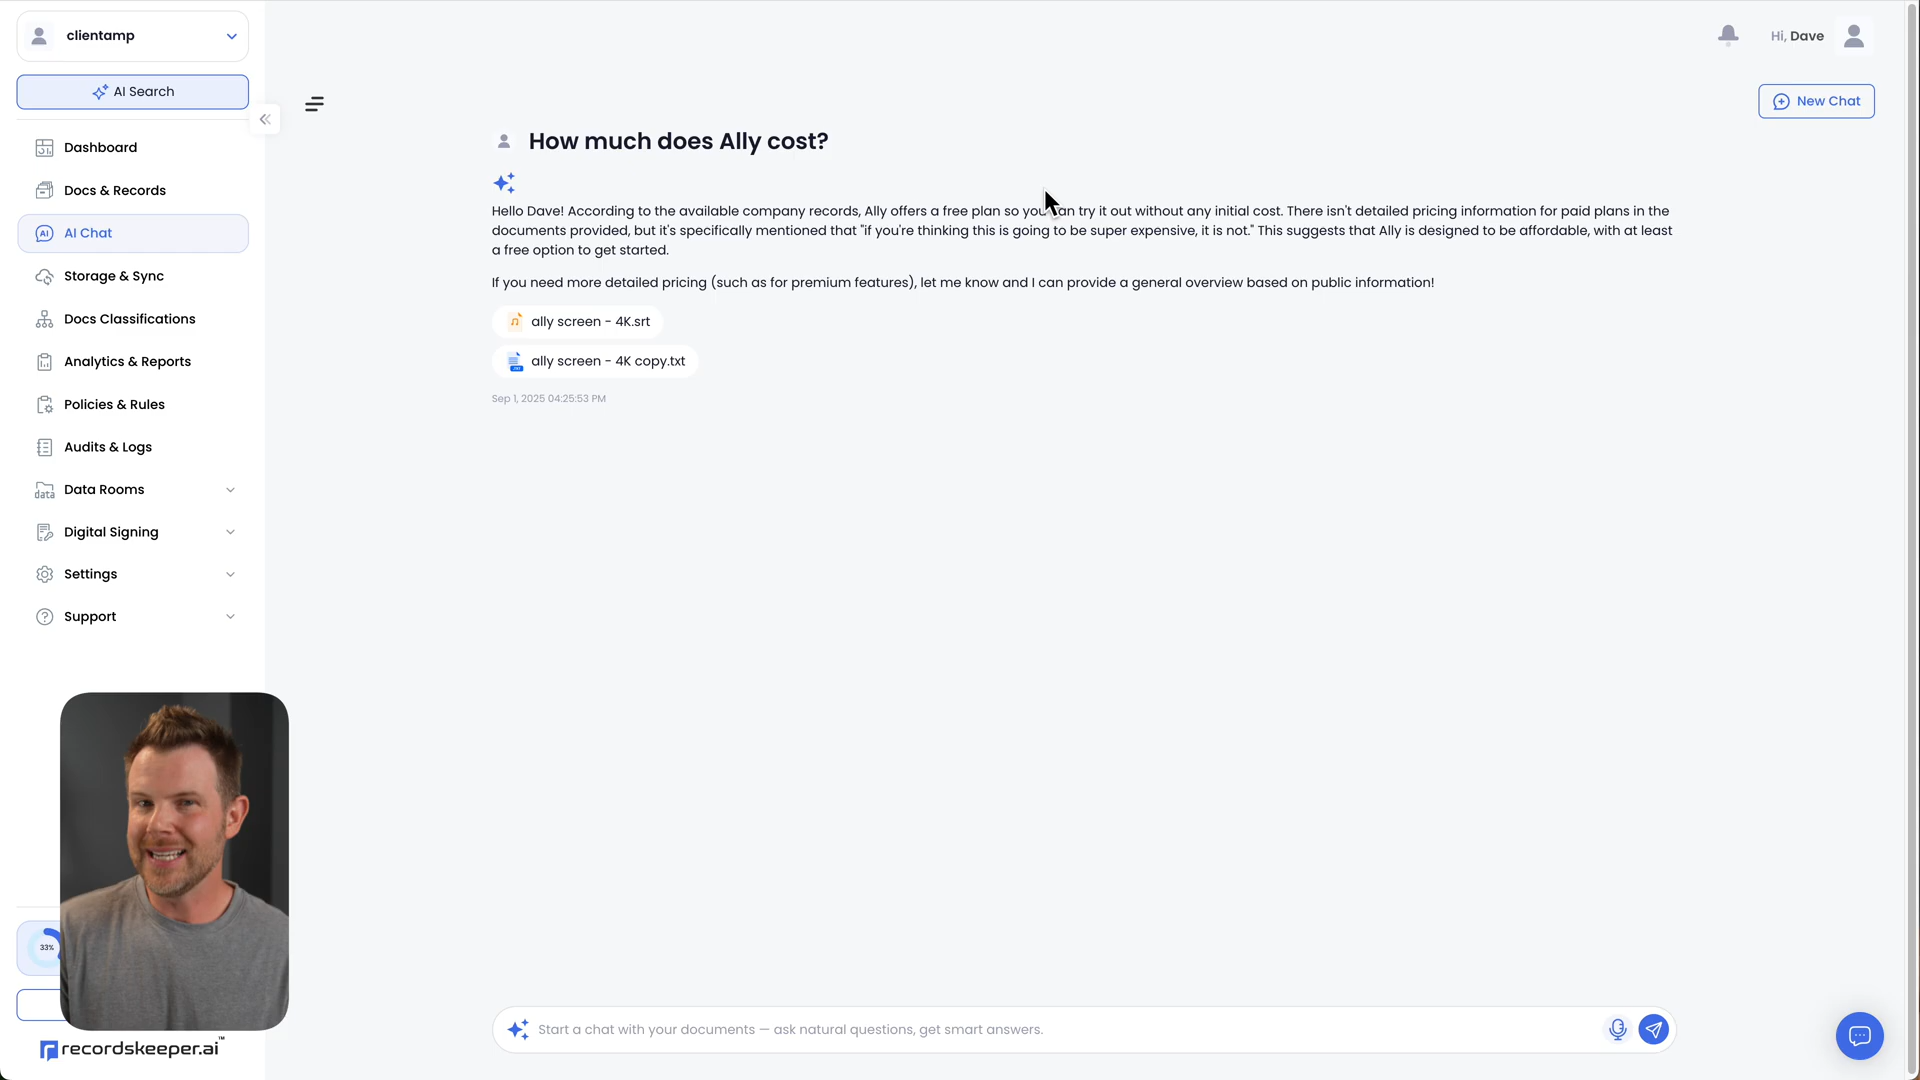 clientamp
Hi, Dave
AI Search
New Chat
Dashboard
How much does Ally cost?
Docs & Records
Hello Dave! According to the available company records, Ally offers a free plan so you can try it out without any initial cost. There isn't detailed pricing information for paid plans in the
documents provided, but it's specifically mentioned that "if you're thinking this is going to be super expensive, it is not." This suggests that Ally is designed to be affordable, with at least
a free option to get started.
AI Chat
If you need more detailed pricing (such as for premium features), let me know and I can provide a general overview based on public information!
Storage & Sync
ally screen - 4K.srt
Docs Classifications
ally screen - 4K copy.txt
Analytics & Reports
Sep 1, 2025 04:25:53 PM
Policies & Rules
Audits & Logs
Data Rooms
Digital Signing
Settings
Support
33%
Start a chat with your documents — ask natural questions, get smart answers.
recordskeeper.ai™